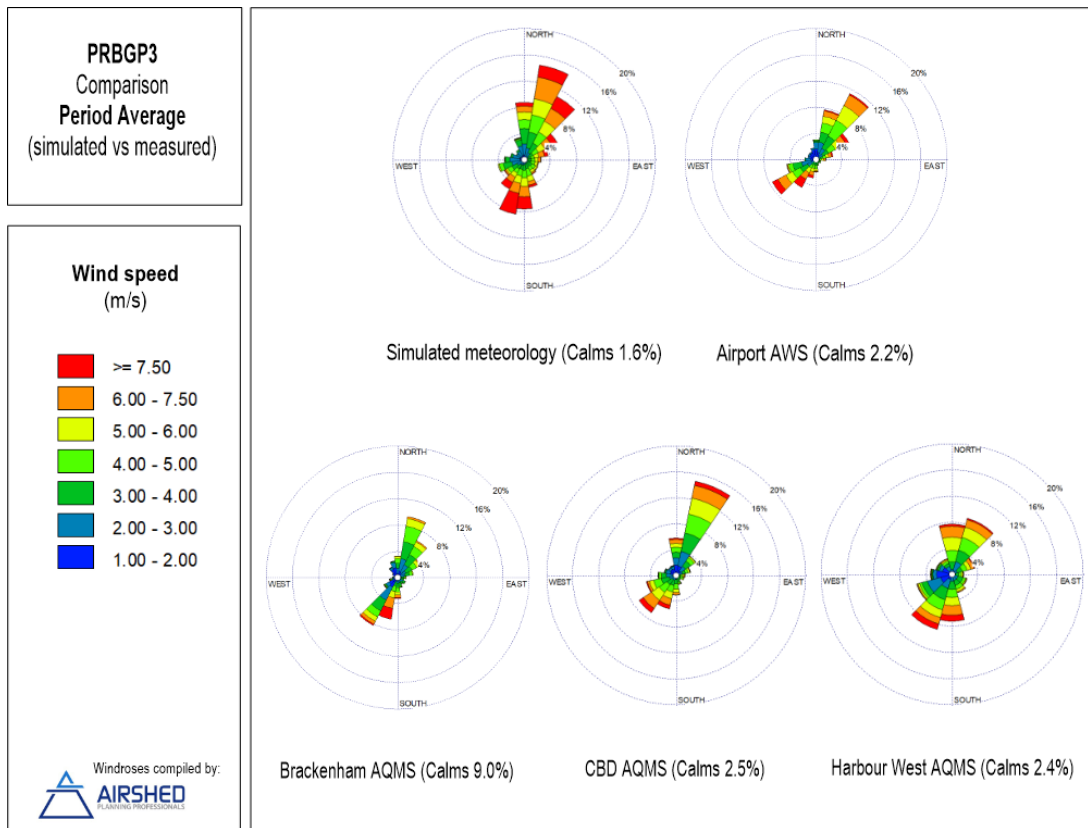 PRBGP3
Comparison
Period Average
(simulated vs measured)
Wind speed
(m/s)
>= 7.50
6.00 - 7.50
5.00 - 6.00
4.00 - 5.00
3.00 - 4.00
2.00 - 3.00
1.00 - 2.00
Windroses compiled by:
AIRSHED
PLANNING PROFESSIONALS
NORTH
20%
16%
12%
8%
4%
WEST
EAST
SOUTH
Simulated meteorology (Calms 1.6%)
NORTH
20%
16%
12%
8%
4%
WEST
EAST
SOUTH
Airport AWS (Calms 2.2%)
NORTH
20%
16%
12%
8%
4%
WEST
EAST
SOUTH
Brackenham AQMS (Calms 9.0%)
NORTH
20%
16%
12%
8%
4%
WEST
EAST
SOUTH
CBD AQMS (Calms 2.5%)
NORTH
20%
16%
12%
8%
4%
WEST
EAST
SOUTH
Harbour West AQMS (Calms 2.4%)